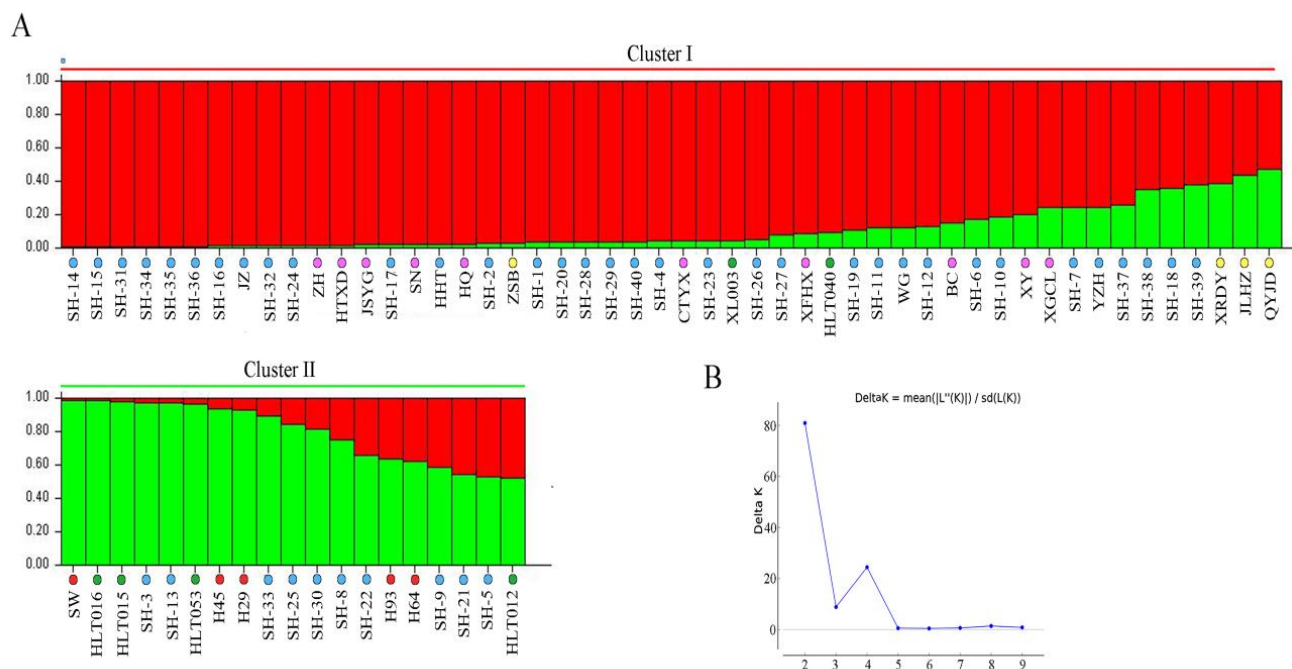 A
Cluster I
1.00
0.80
0.60
0.40
0.20
0.00
SH-14
SH-15
SH-31
SH-34
SH-35
SH-36
SH-16
JZ
SH-32
SH-24
ZH
HTXD
JSYG
SH-17
SN
HHT
HQ
SH-2
ZSB
SH-1
SH-20
SH-28
SH-29
SH-40
SH-4
CTYX
SH-23
XL003
SH-26
SH-27
XFHX
HLT040
SH-19
SH-11
WG
SH-12
BC
SH-6
SH-10
XY
XGCL
SH-7
YZH
SH-37
SH-38
SH-18
SH-39
XRDY
JLHZ
QYJD
Cluster II
1.00
0.80
0.60
0.40
0.20
0.00
SW
HLT016
HLT015
SH-3
SH-13
HLT053
H45
H29
SH-33
SH-25
SH-30
SH-8
SH-22
H93
H64
SH-9
SH-21
SH-5
HLT012
B
DeltaK = mean(|L"(K)|) / sd(L(K))
Delta K
80
60
40
20
0
2 3 4 5 6 7 8 9